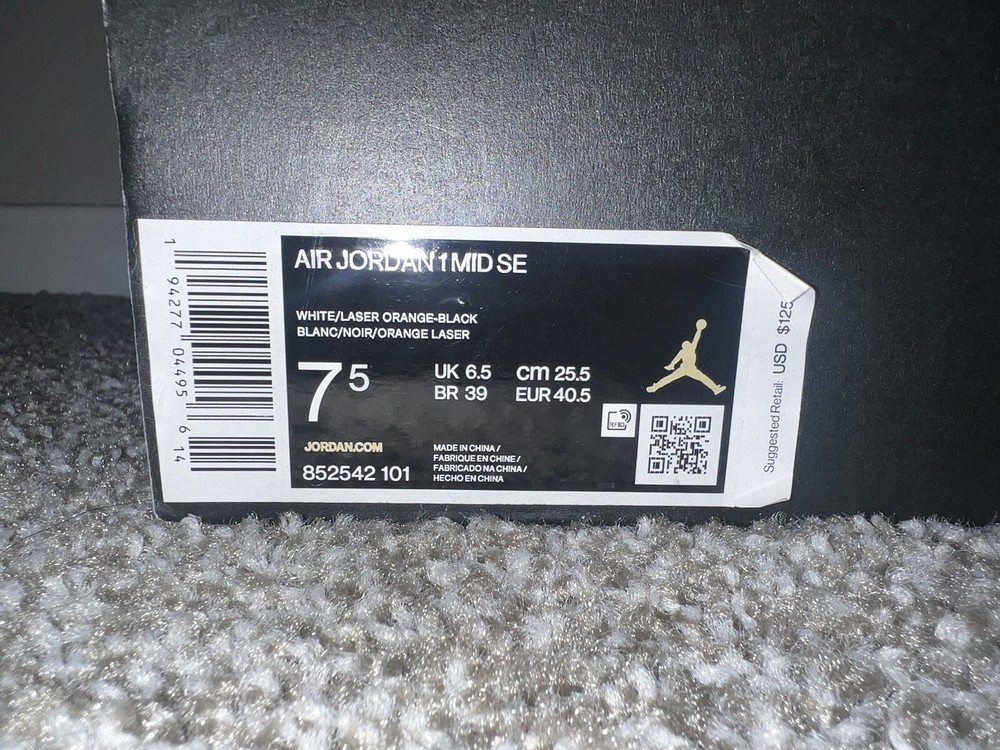 1 94277 04495 6 14
AIR JORDAN 1 MID SE
WHITE/LASER ORANGE-BLACK
BLANC/NOIR/ORANGE LASER
7 5
UK 6.5 cm 25.5
BR 39 EUR 40.5
JORDAN.COM
852542 101
MADE IN CHINA /
FABRIQUE EN CHINE /
FABRICADO NA CHINA /
HECHO EN CHINA
Suggested Retail: USD $125